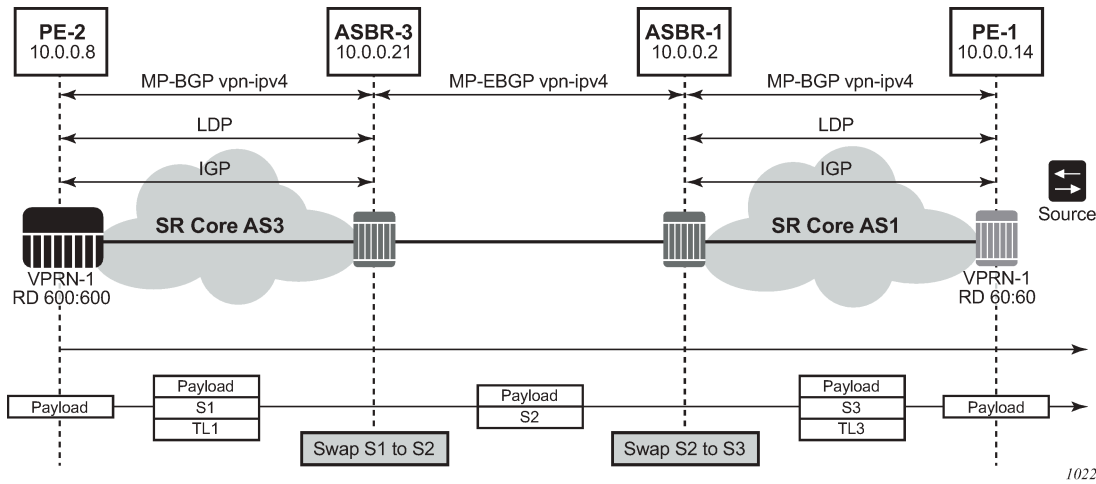 PE-2
10.0.0.8
ASBR-3
10.0.0.21
ASBR-1
10.0.0.2
PE-1
10.0.0.14
MP-BGP vpn-ipv4
MP-EBGP vpn-ipv4
MP-BGP vpn-ipv4
LDP
LDP
IGP
IGP
Source
SR Core AS3
SR Core AS1
VPRN-1
RD 600:600
VPRN-1
RD 60:60
Payload
Payload
S1
TL1
Payload
S2
Payload
S3
TL3
Payload
Swap S1 to S2
Swap S2 to S3
1022